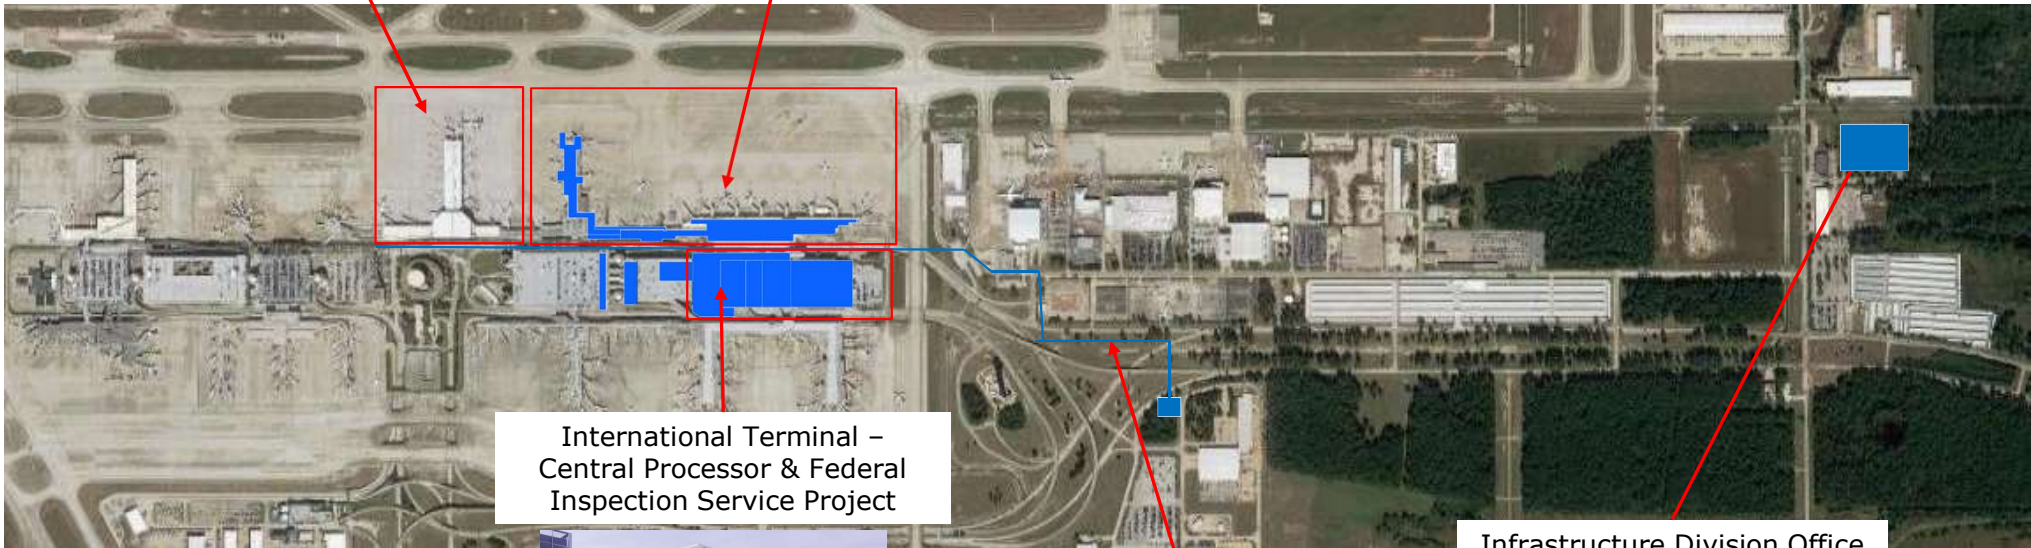 International Terminal –
Central Processor & Federal
Inspection Service Project
Infrastructure Division Office